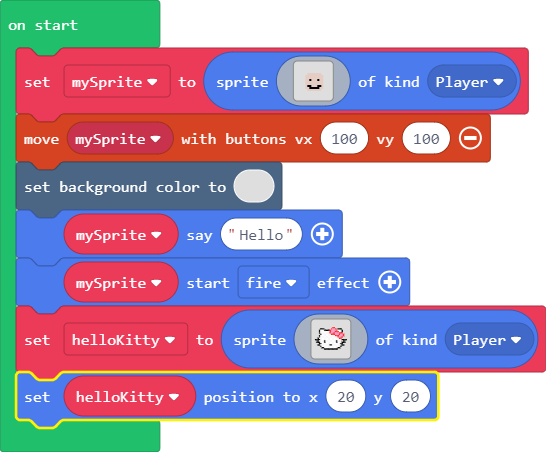 on start
set mySprite to sprite of kind Player
move mySprite with buttons vx 100 vy 100
set background color to
mySprite say "Hello"
mySprite start fire effect
set helloKitty to sprite of kind Player
set helloKitty position to x 20 y 20